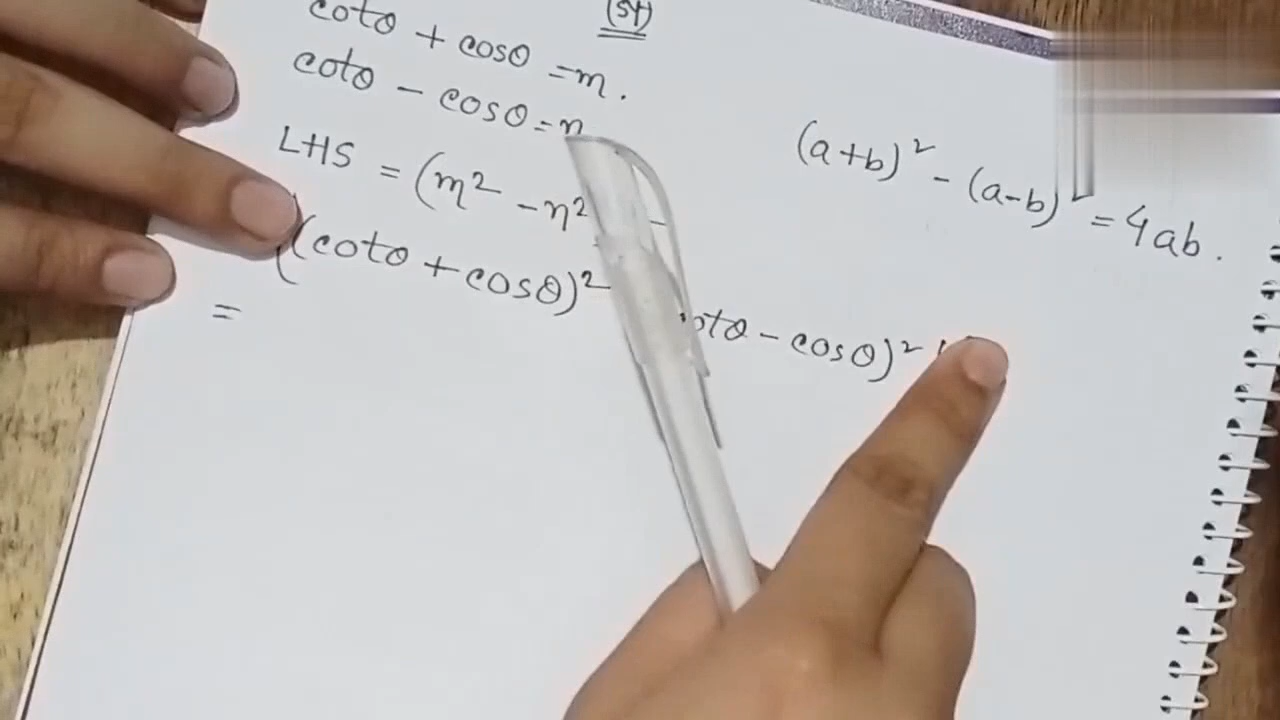 (54)
cotθ + cosθ = m.
cotθ - cosθ = n
(a+b)² - (a-b)² = 4ab.
LHS = (m² - n²
= ((cotθ + cosθ)² otθ - cosθ)²